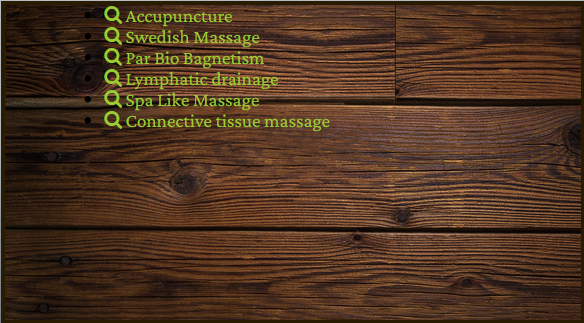 Accupuncture
Swedish Massage
Par Bio Bagnetism
Lymphatic drainage
Spa Like Massage
Connective tissue massage